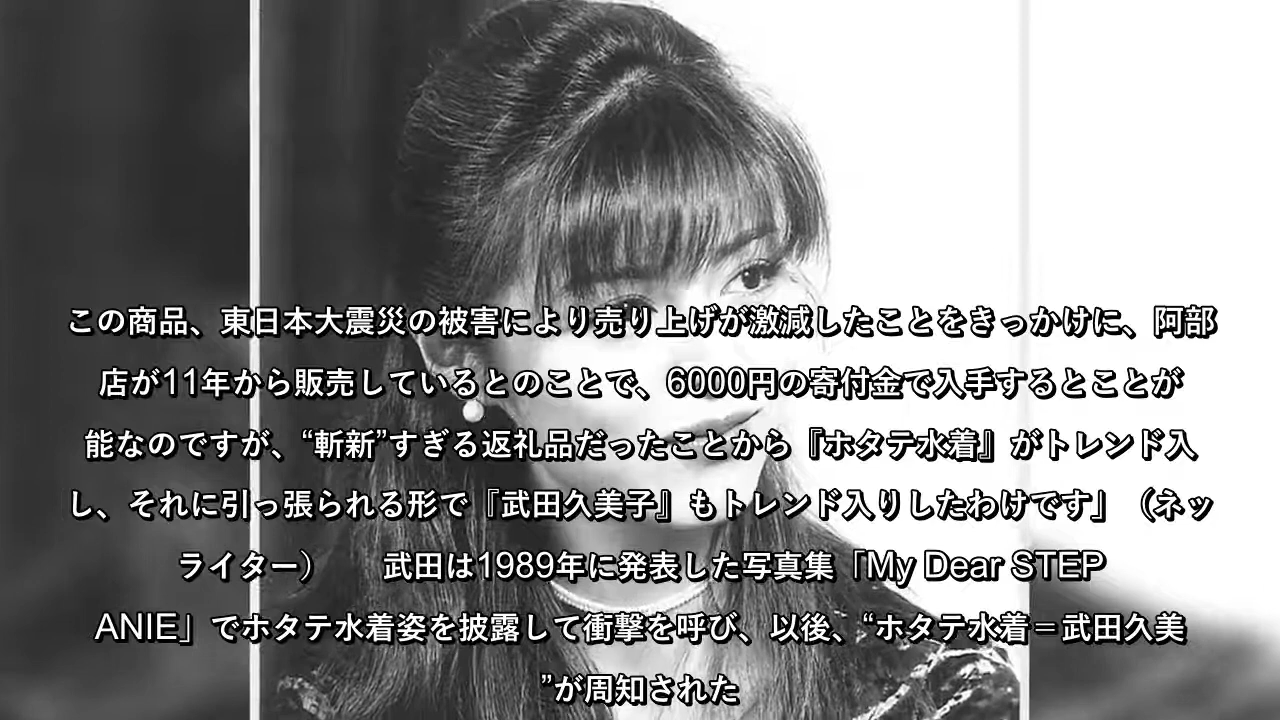 この商品、東日本大震災の被害により売り上げが激減したことをきっかけに、阿部
店が11年から販売しているとのことで、6000円の寄付金で入手するとことが
能なのですが、“斬新”すぎる返礼品だったことから『ホタテ水着』がトレンド入
し、それに引っ張られる形で『武田久美子』もトレンド入りしたわけです」（ネッ
ライター）　　武田は1989年に発表した写真集「My Dear STEP
ANIE」でホタテ水着姿を披露して衝撃を呼び、以後、“ホタテ水着＝武田久美
”が周知された